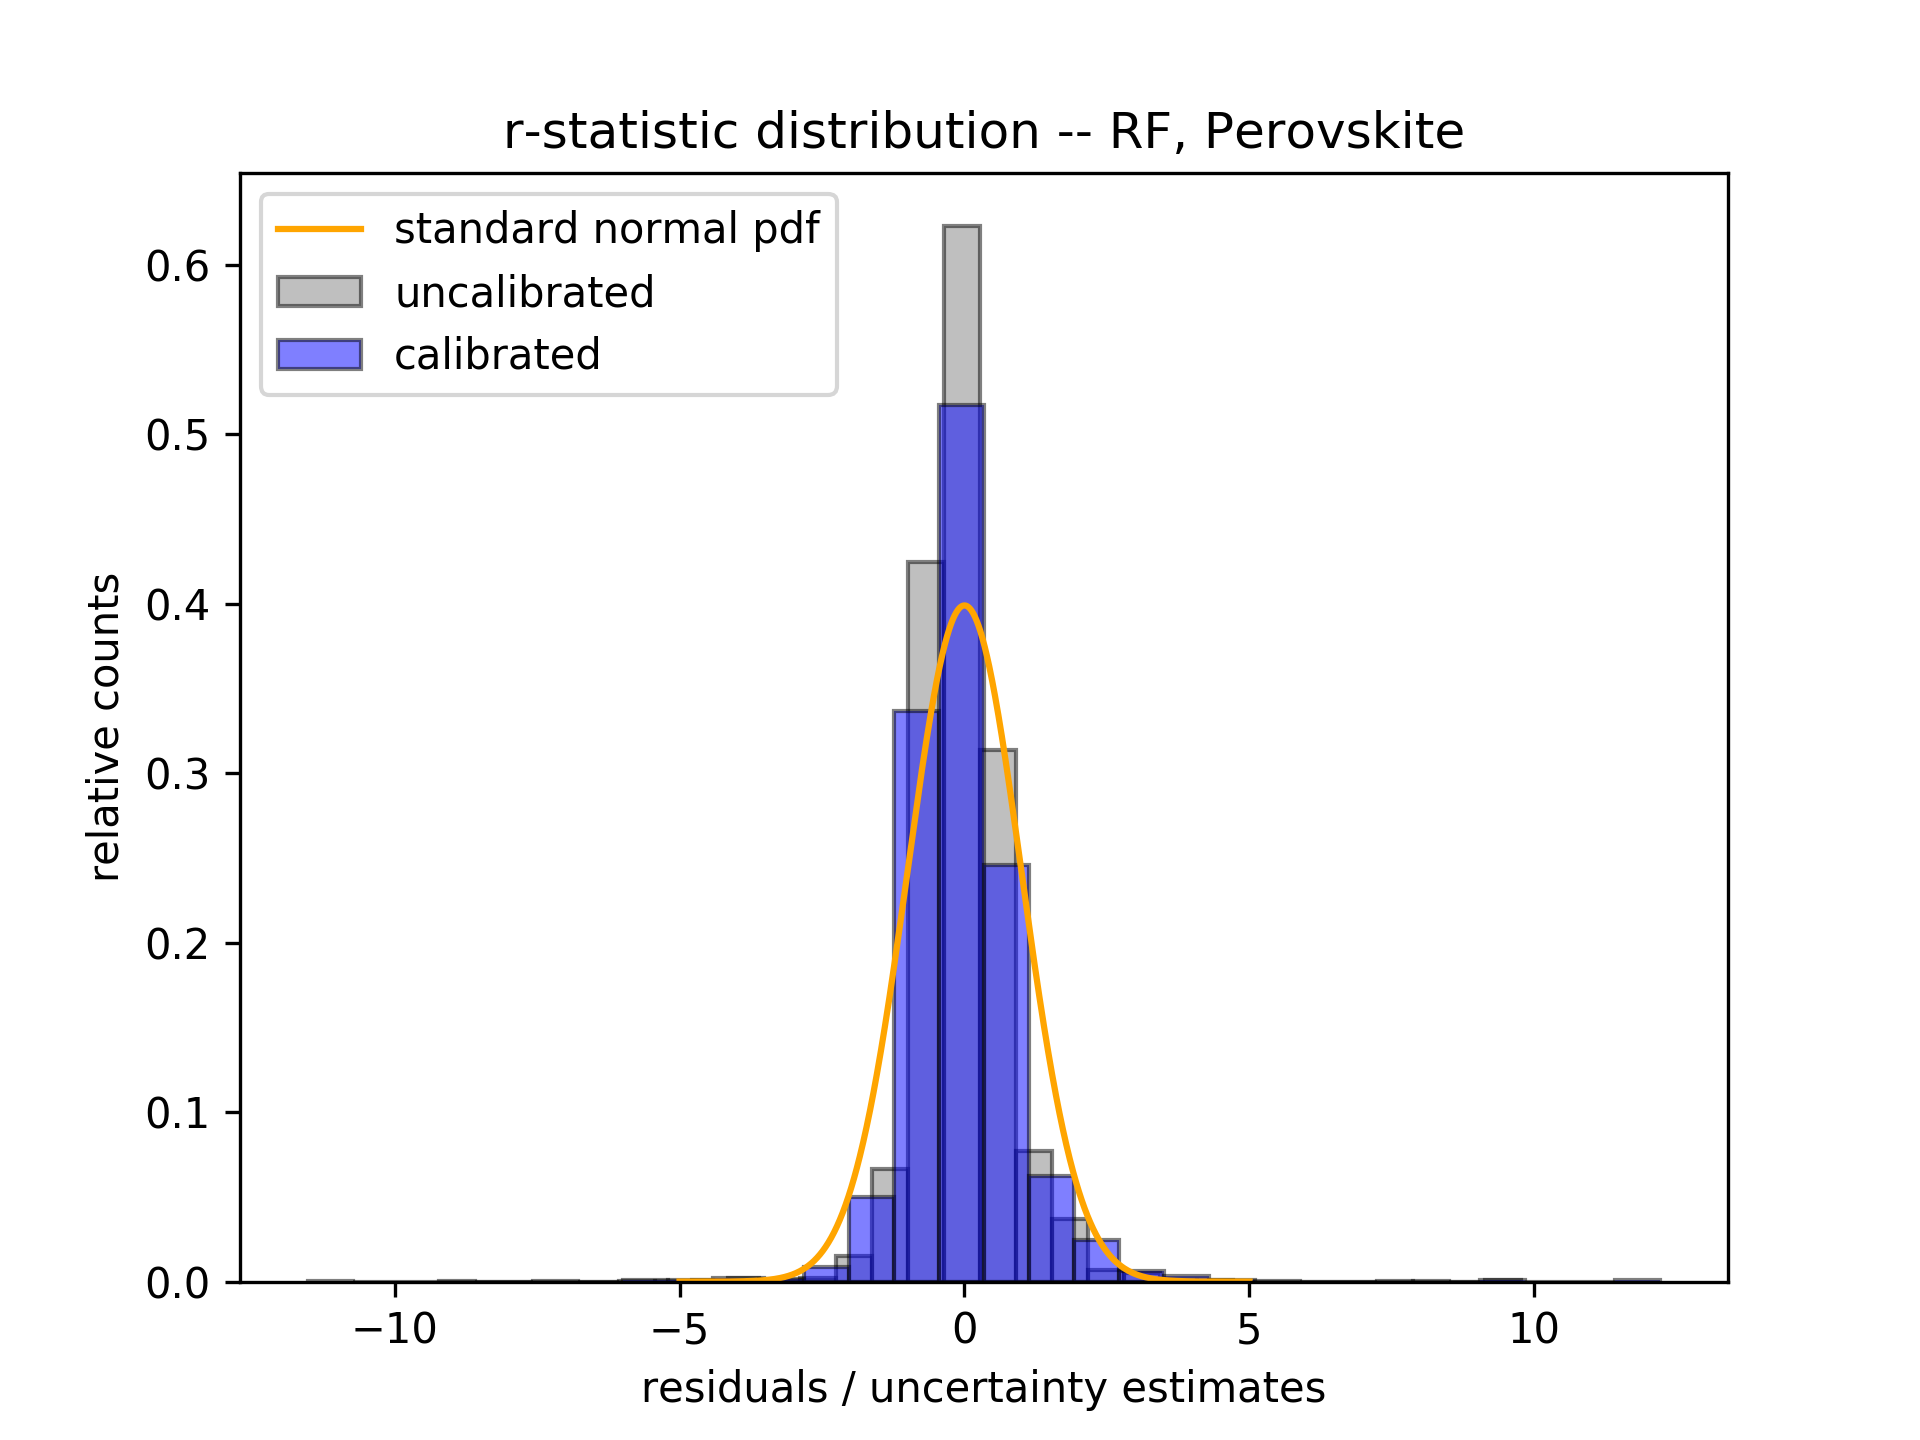 r-statistic distribution -- RF, Perovskite
standard normal pdf
uncalibrated
calibrated
relative counts
0.6
0.5
0.4
0.3
0.2
0.1
0.0
−10
−5
0
5
10
residuals / uncertainty estimates